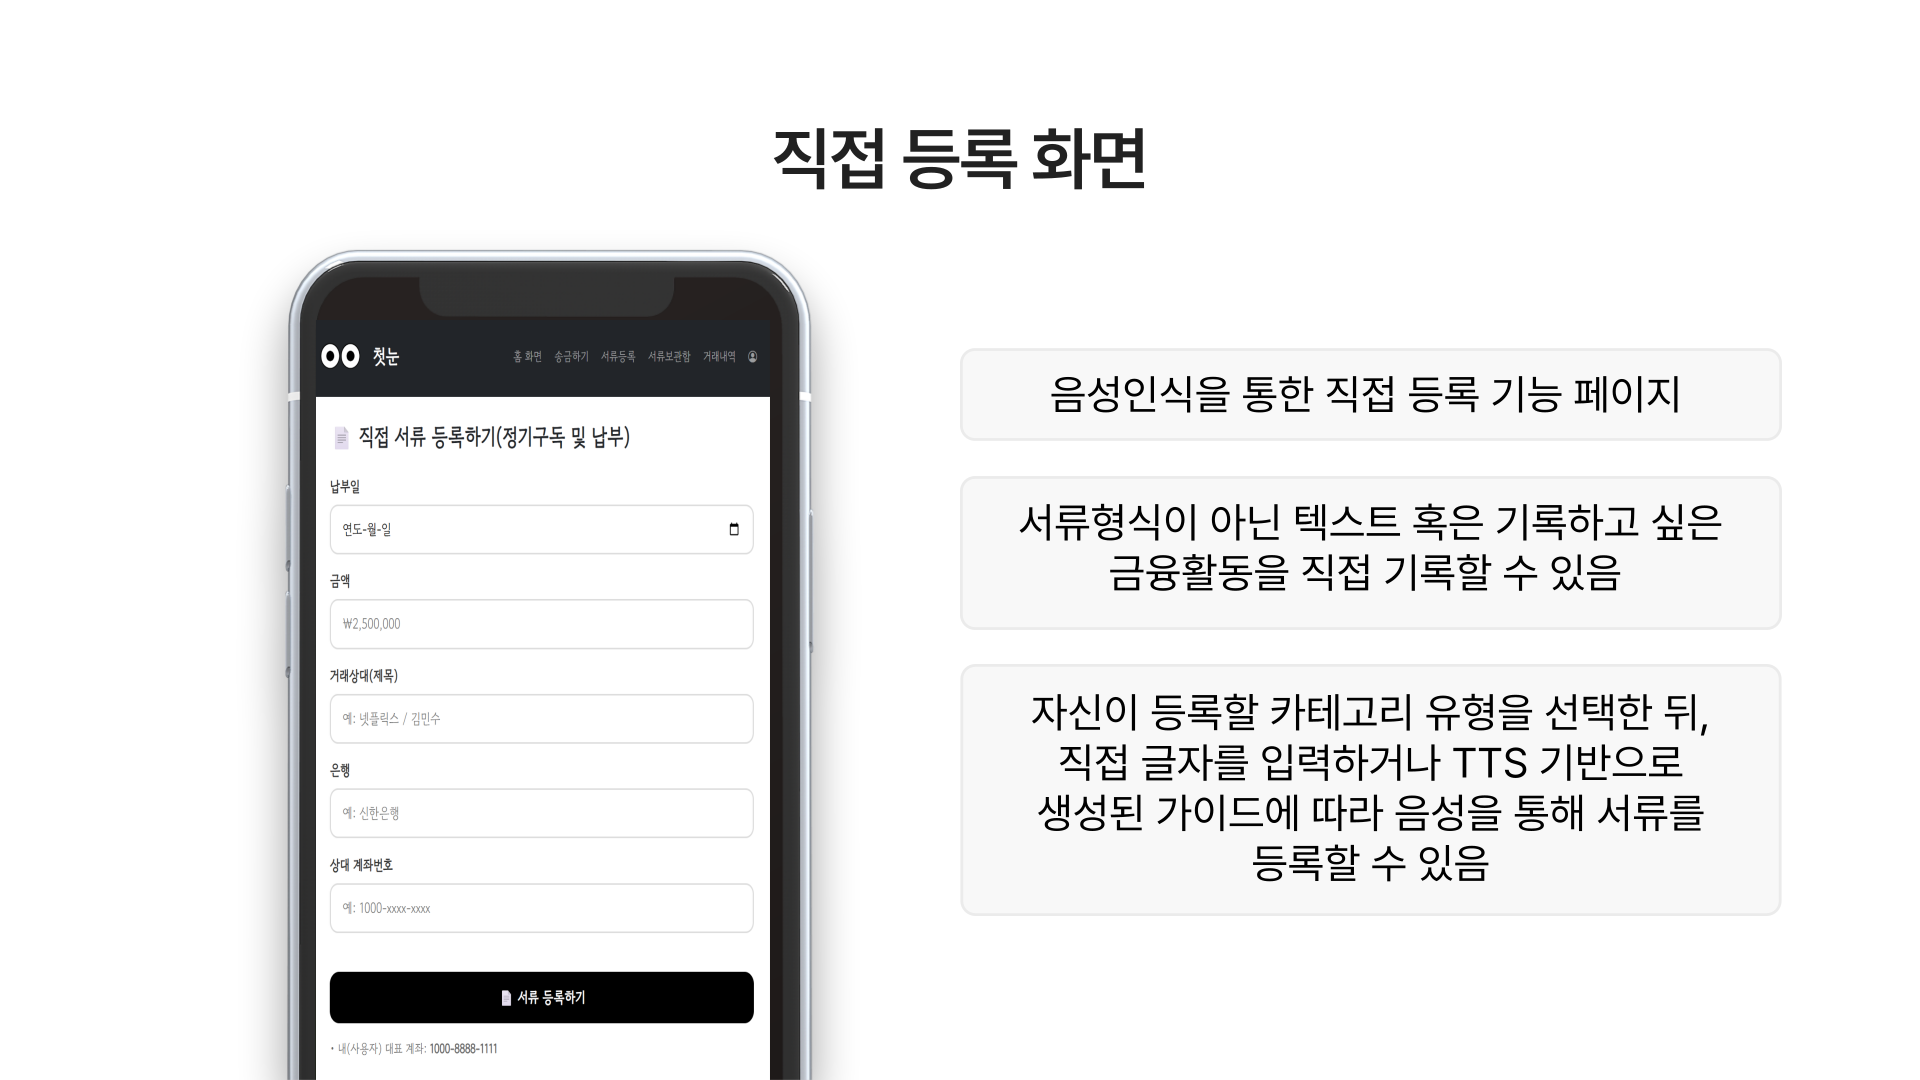 직접 등록 화면
첫눈
홈 화면 송금하기 서류등록 서류보관함 거래내역
직접 서류 등록하기(정기구독 및 납부)
납부일
연도-월-일
금액
₩2,500,000
거래상대(제목)
예: 넷플릭스 / 김민수
은행
예: 신한은행
상대 계좌번호
예: 1000-xxxx-xxxx
서류 등록하기
• 내(사용자) 대표 계좌: 1000-8888-1111
음성인식을 통한 직접 등록 기능 페이지
서류형식이 아닌 텍스트 혹은 기록하고 싶은
금융활동을 직접 기록할 수 있음
자신이 등록할 카테고리 유형을 선택한 뒤,
직접 글자를 입력하거나 TTS 기반으로
생성된 가이드에 따라 음성을 통해 서류를
등록할 수 있음